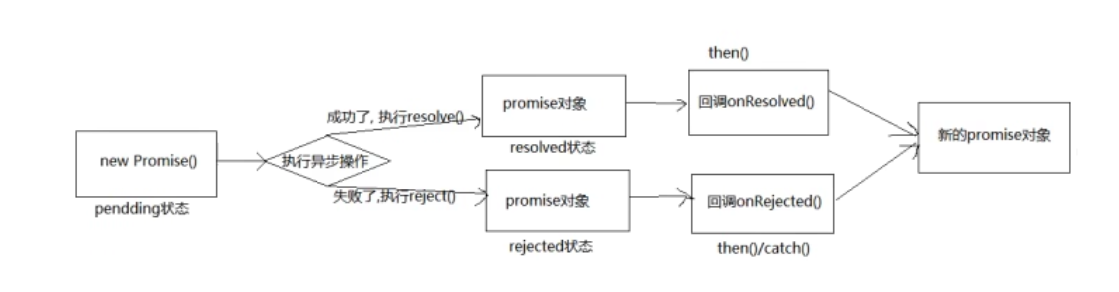 then()
成功了, 执行resolve()
promise对象
回调onResolved()
新的promise对象
new Promise()
执行异步操作
resolved状态
pendding状态
失败了,执行reject()
promise对象
回调onRejected()
rejected状态
then()/catch()